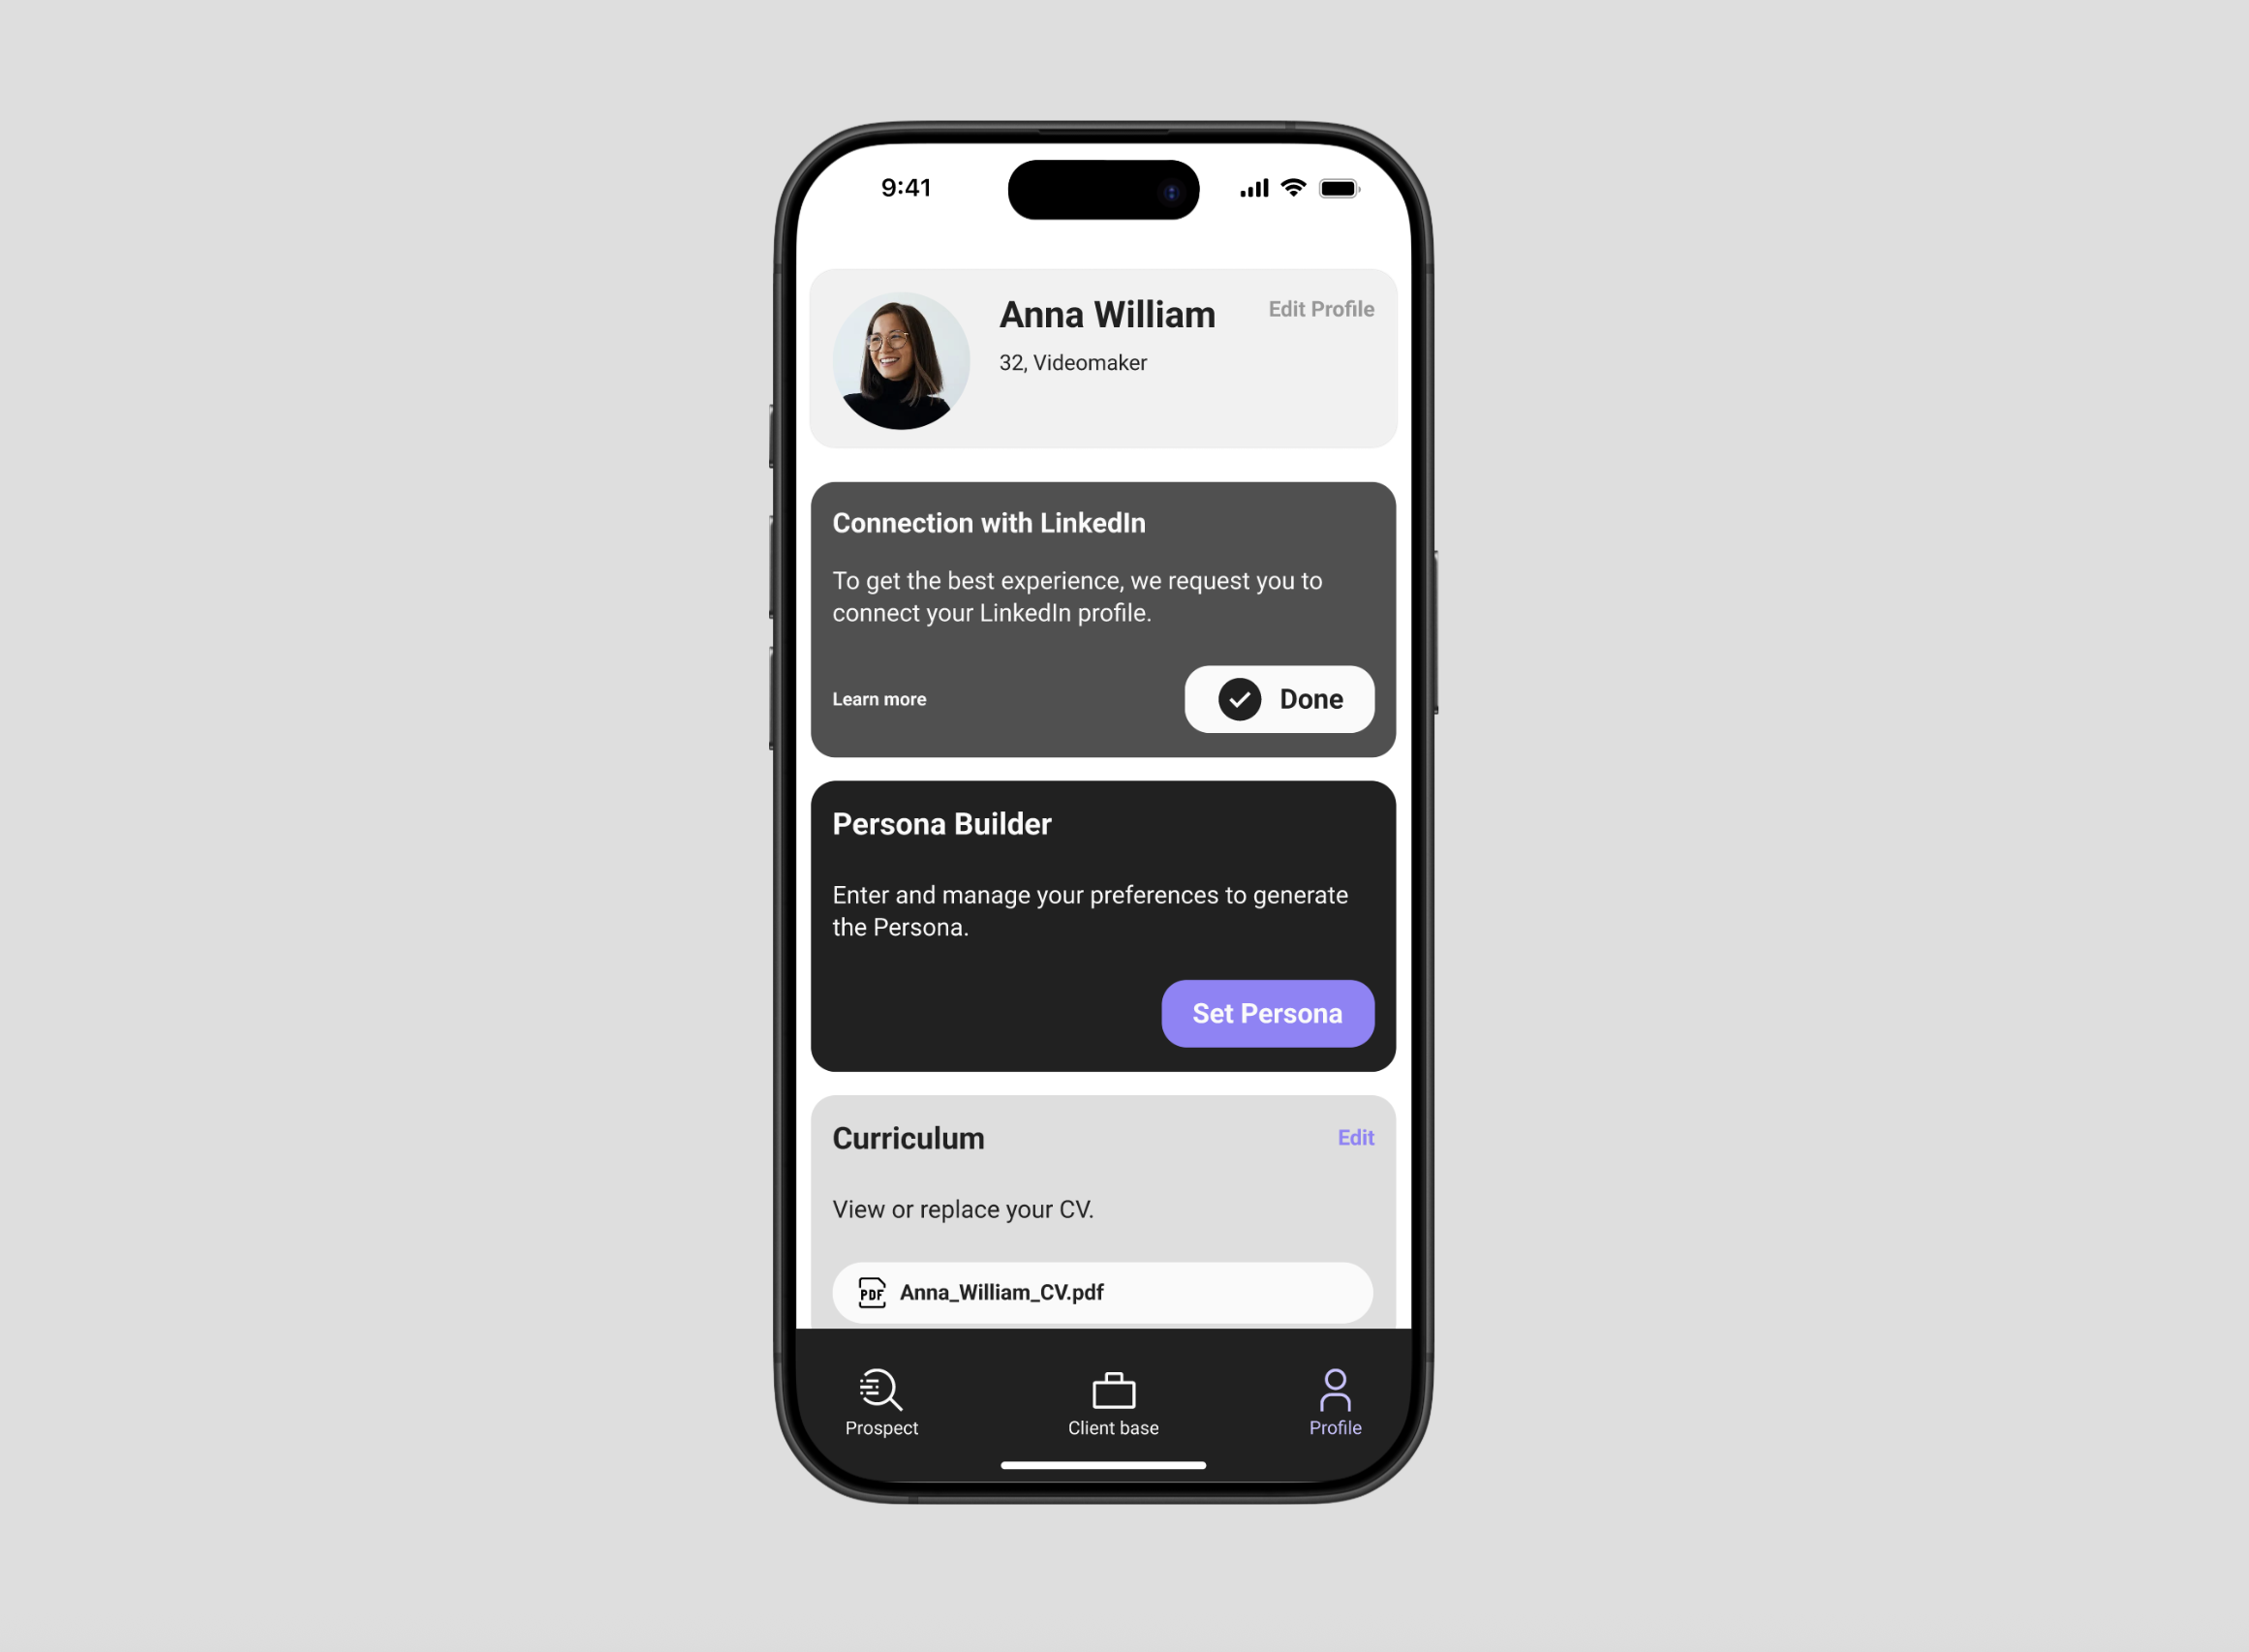 9:41
Anna William
Edit Profile
32, Videomaker
Connection with LinkedIn
To get the best experience, we request you to
connect your LinkedIn profile.
Learn more
Done
Persona Builder
Enter and manage your preferences to generate
the Persona.
Set Persona
Curriculum
Edit
View or replace your CV.
PDF
Anna_William_CV.pdf
Prospect
Client base
Profile